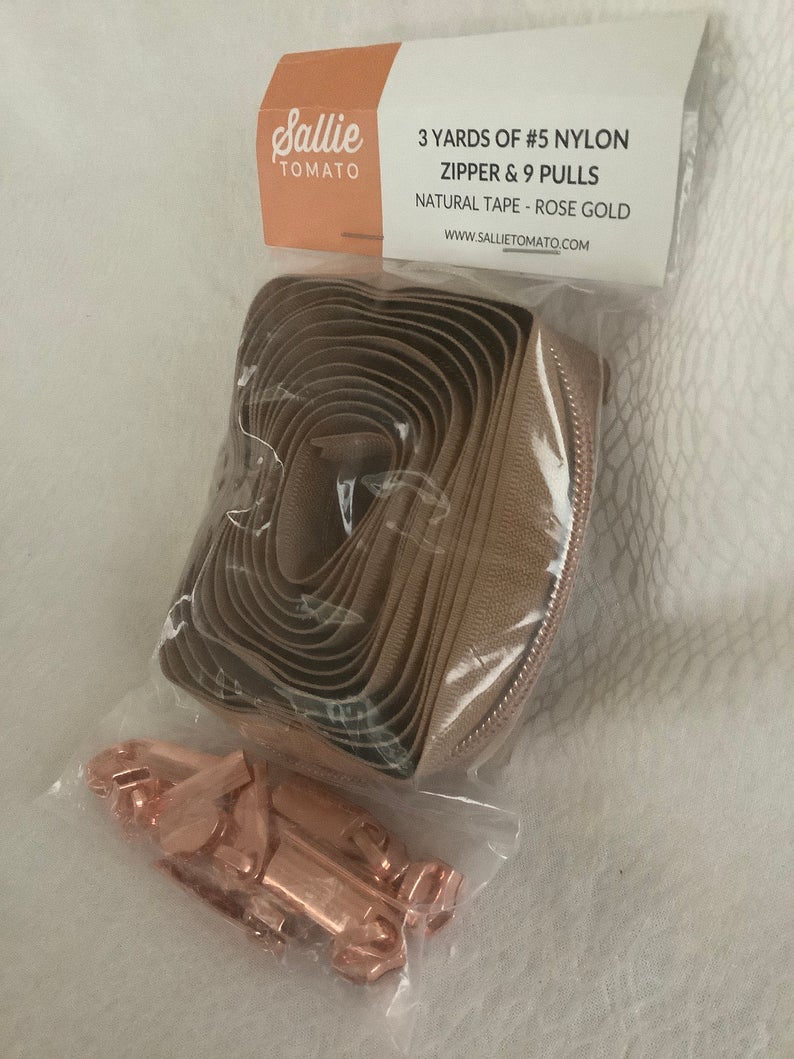 Sallie
TOMATO
3 YARDS OF #5 NYLON
ZIPPER & 9 PULLS
NATURAL TAPE - ROSE GOLD
WWW.SALLIETOMATO.COM